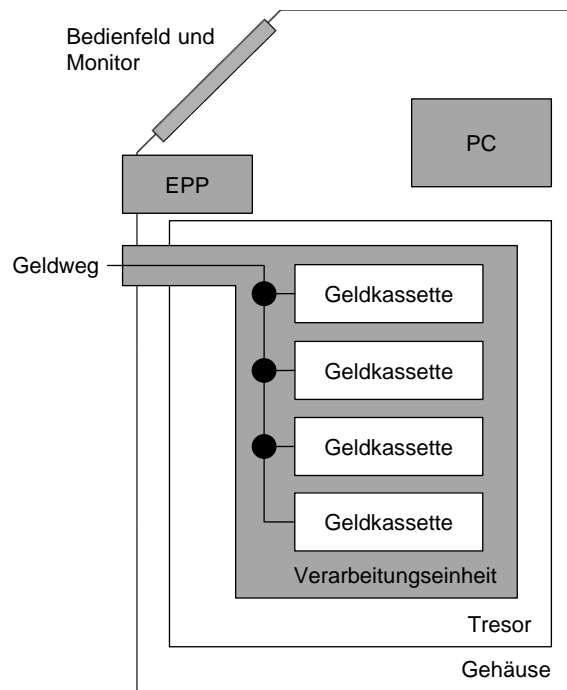 Bedienfeld und
Monitor
PC
EPP
Geldweg
Geldkassette
Geldkassette
Geldkassette
Geldkassette
Verarbeitungseinheit
Tresor
Gehäuse